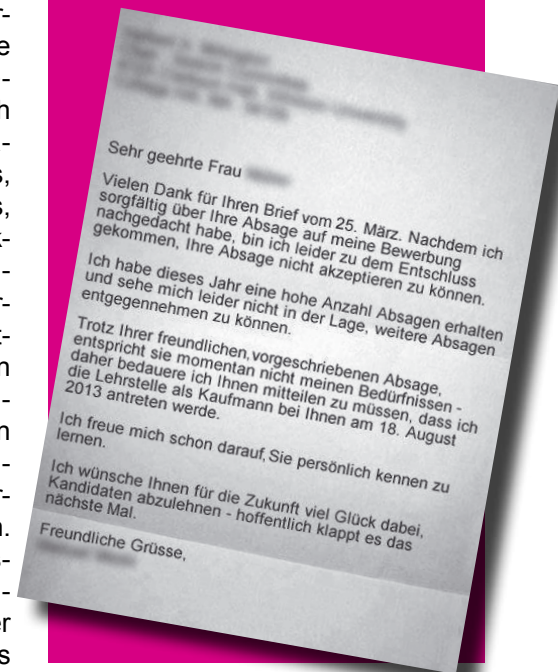 Sehr geehrte Frau
Vielen Dank für Ihren Brief vom 25. März. Nachdem ich
sorgfältig über Ihre Absage auf meine Bewerbung
nachgedacht habe, bin ich leider zu dem Entschluss
gekommen, Ihre Absage nicht akzeptieren zu können.
Ich habe dieses Jahr eine hohe Anzahl Absagen erhalten
und sehe mich leider nicht in der Lage, weitere Absagen
entgegennehmen zu können.
Trotz Ihrer freundlichen, vorgeschriebenen Absage,
entspricht sie momentan nicht meinen Bedürfnissen -
daher bedauere ich Ihnen mitteilen zu müssen, dass ich
die Lehrstelle als Kaufmann bei Ihnen am 18. August
2013 antreten werde.
Ich freue mich schon darauf, Sie persönlich kennen zu
lernen.
Ich wünsche Ihnen für die Zukunft viel Glück dabei,
Kandidaten abzulehnen - hoffentlich klappt es das
nächste Mal.
Freundliche Grüsse,